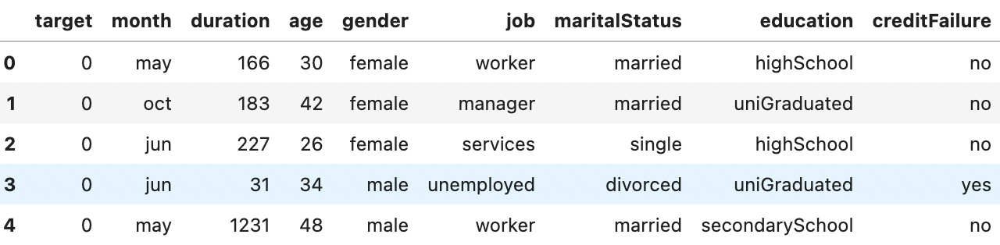 target month duration age gender job maritalStatus education creditFailure
0 0 may 166 30 female worker married highSchool no
1 0 oct 183 42 female manager married uniGraduated no
2 0 jun 227 26 female services single highSchool no
3 0 jun 31 34 male unemployed divorced uniGraduated yes
4 0 may 1231 48 male worker married secondarySchool no